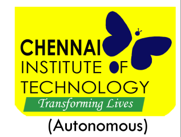 CHENNAI
INSTITUTE OF
TECHNOLOGY
Transforming Lives
(Autonomous)